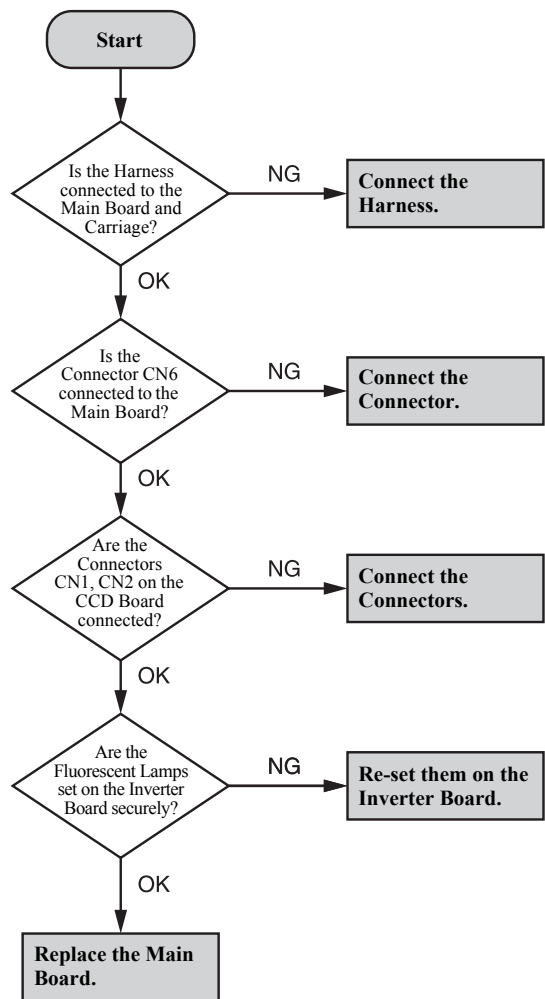 Start
Is the Harness
connected to the
Main Board and
Carriage?
NG
Connect the
Harness.
OK
Is the
Connector CN6
connected to the
Main Board?
NG
Connect the
Connector.
OK
Are the
Connectors
CN1, CN2 on the
CCD Board
connected?
NG
Connect the
Connectors.
OK
Are the
Fluorescent Lamps
set on the Inverter
Board securely?
NG
Re-set them on the
Inverter Board.
OK
Replace the Main
Board.